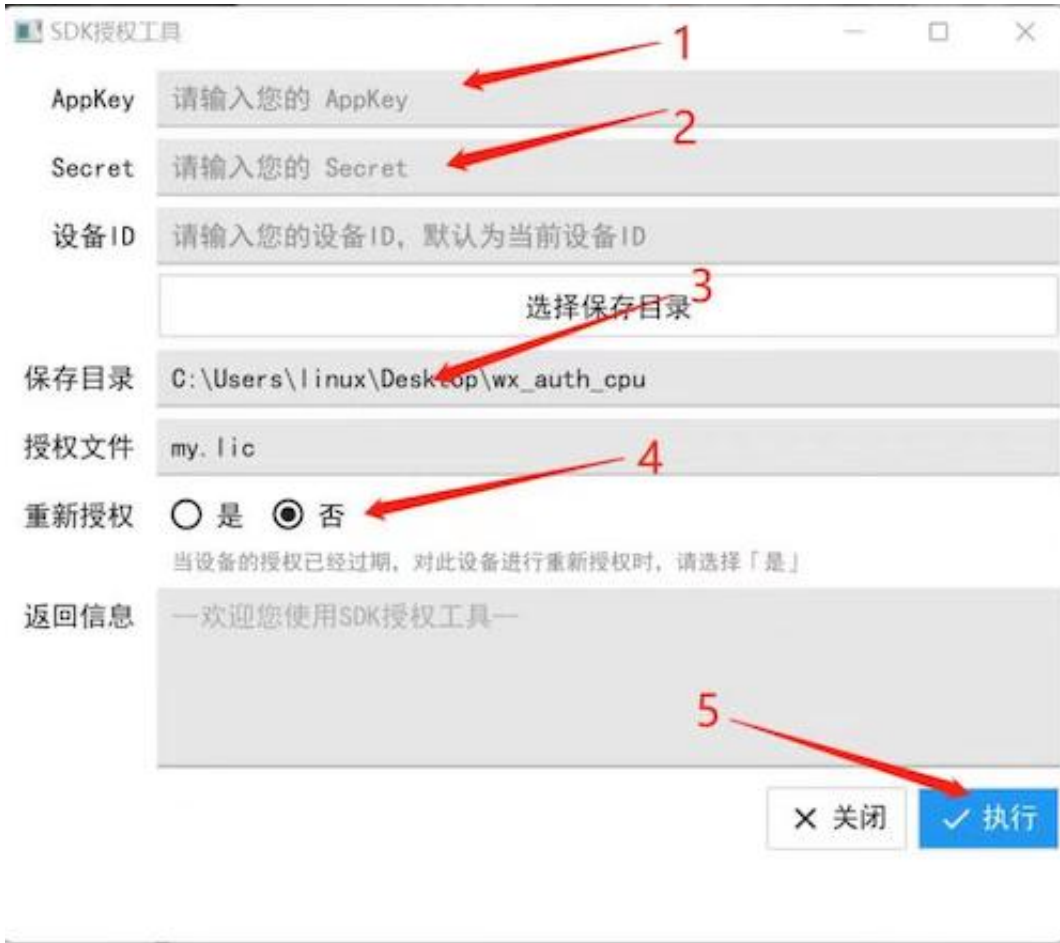 SDK授权工具
1
AppKey 请输入您的 AppKey
2
Secret 请输入您的 Secret
设备ID 请输入您的设备ID, 默认为当前设备ID
3
选择保存目录
保存目录 C:\Users\linux\Desktop\wx_auth_cpu
授权文件 my.lic
4
重新授权 是 否
当设备的授权已经过期, 对此设备进行重新授权时, 请选择「是」
返回信息 —欢迎您使用SDK授权工具—
5
关闭 执行